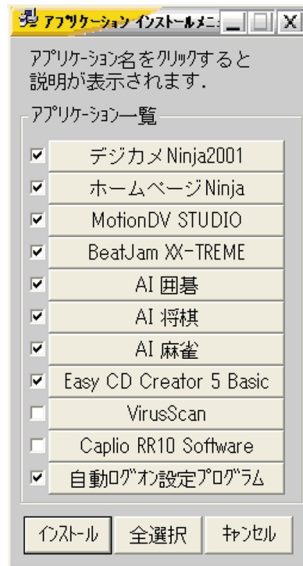 アプリケーション インストールメニ
アプリケーション名をクリックすると
説明が表示されます.
アプリケーション一覧
デジカメNinja2001
ホームページNinja
MotionDV STUDIO
BeatJam XX-TREME
AI 囲碁
AI 将棋
AI 麻雀
Easy CD Creator 5 Basic
VirusScan
Caplio RR10 Software
自動ログオン設定プログラム
インストール 全選択 キャンセル